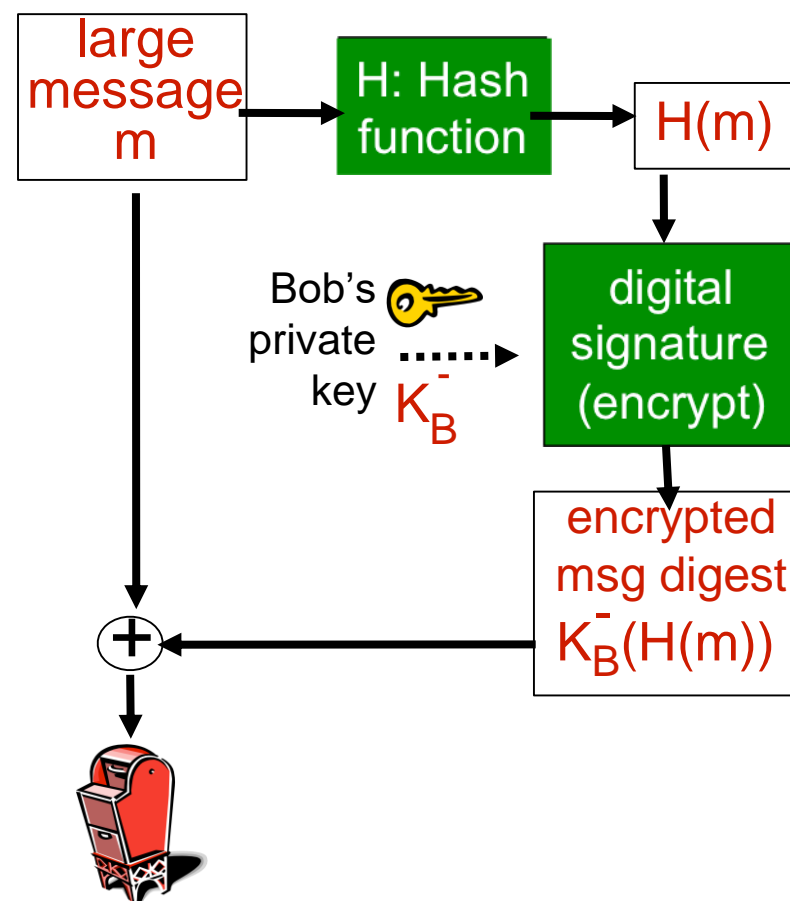 large
message
m
H: Hash
function
H(m)
Bob’s
private
key
K_B^-
digital
signature
(encrypt)
encrypted
msg digest
K_B^-(H(m))
+